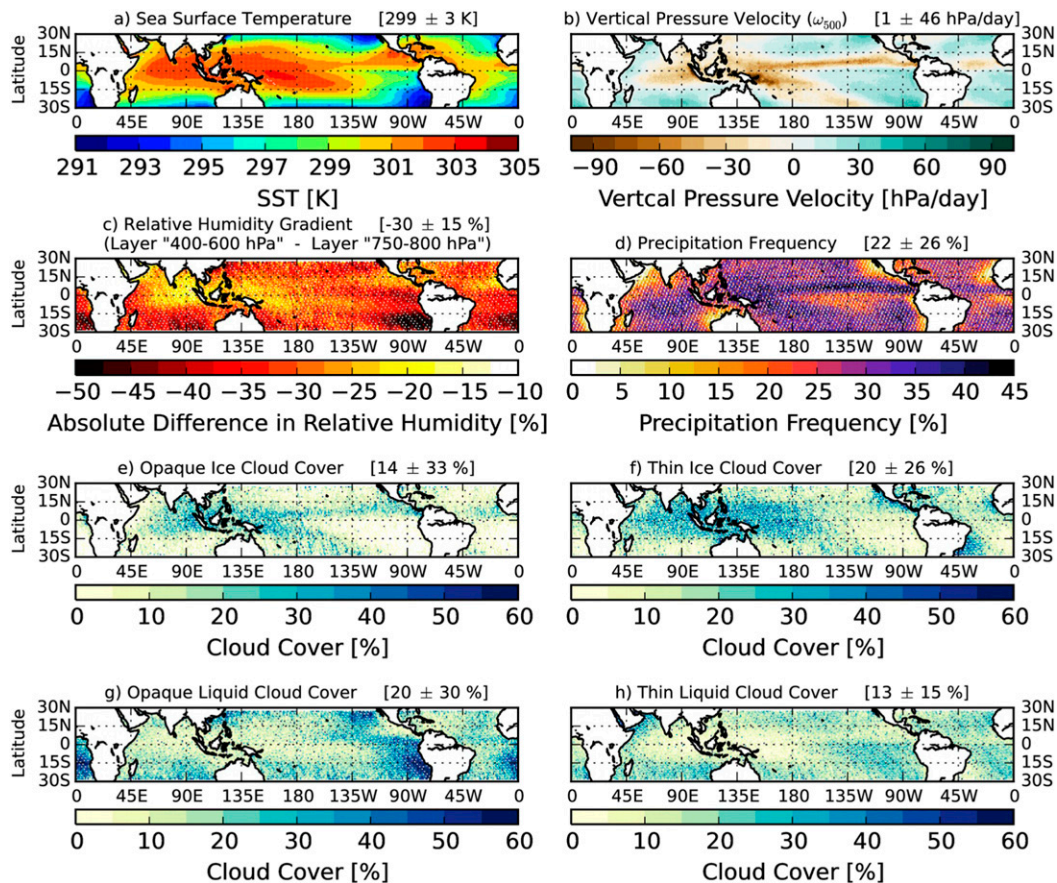 a) Sea Surface Temperature [299 ± 3 K]
Latitude
30N
15N
0
15S
30S
45E 90E 135E 180 135W 90W 45W 0
291 293 295 297 299 301 303 305
SST [K]
b) Vertical Pressure Velocity (ω500) [1 ± 46 hPa/day]
30N
15N
0
15S
30S
0 45E 90E 135E 180 135W 90W 45W 0
−90 −60 −30 0 30 60 90
Vertcal Pressure Velocity [hPa/day]
c) Relative Humidity Gradient [-30 ± 15 %]
(Layer "400-600 hPa" - Layer "750-800 hPa")
Latitude
30N
15N
0
15S
30S
0 45E 90E 135E 180 135W 90W 45W 0
−50 −45 −40 −35 −30 −25 −20 −15 −10
Absolute Difference in Relative Humidity [%]
d) Precipitation Frequency [22 ± 26 %]
30N
15N
0
15S
30S
0 45E 90E 135E 180 135W 90W 45W 0
0 5 10 15 20 25 30 35 40 45
Precipitation Frequency [%]
e) Opaque Ice Cloud Cover [14 ± 33 %]
Latitude
30N
15N
0
15S
30S
0 45E 90E 135E 180 135W 90W 45W 0
0 10 20 30 40 50 60
Cloud Cover [%]
f) Thin Ice Cloud Cover [20 ± 26 %]
30N
15N
0
15S
30S
0 45E 90E 135E 180 135W 90W 45W 0
0 10 20 30 40 50 60
Cloud Cover [%]
g) Opaque Liquid Cloud Cover [20 ± 30 %]
Latitude
30N
15N
0
15S
30S
0 45E 90E 135E 180 135W 90W 45W 0
0 10 20 30 40 50 60
Cloud Cover [%]
h) Thin Liquid Cloud Cover [13 ± 15 %]
30N
15N
0
15S
30S
0 45E 90E 135E 180 135W 90W 45W 0
0 10 20 30 40 50 60
Cloud Cover [%]